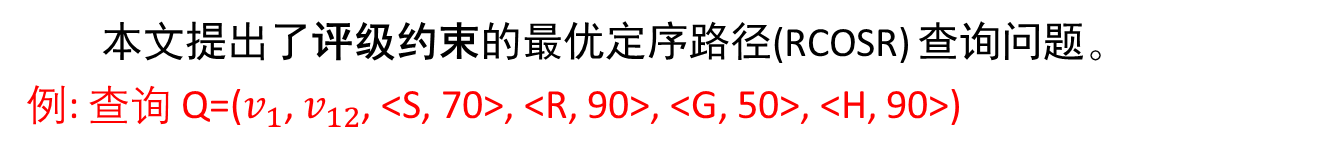 本文提出了评级约束的最优定序路径(RCOSR) 查询问题。
例: 查询 Q=(v₁, v₁₂, <S, 70>, <R, 90>, <G, 50>, <H, 90>)